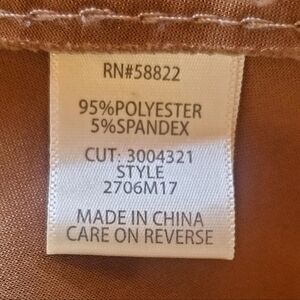 RN#58822
95%POLYESTER
5%SPANDEX
CUT: 3004321
STYLE
2706M17
MADE IN CHINA
CARE ON REVERSE